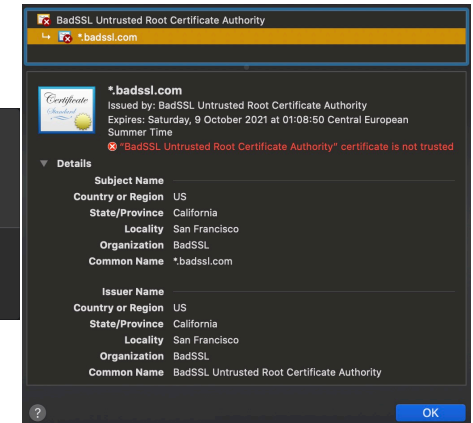 BadSSL Untrusted Root Certificate Authority
*.badssl.com
Certificate
Standard
*.badssl.com
Issued by: BadSSL Untrusted Root Certificate Authority
Expires: Saturday, 9 October 2021 at 01:08:50 Central European
Summer Time
"BadSSL Untrusted Root Certificate Authority" certificate is not trusted
Details
Subject Name
Country or Region US
State/Province California
Locality San Francisco
Organization BadSSL
Common Name *.badssl.com
Issuer Name
Country or Region US
State/Province California
Locality San Francisco
Organization BadSSL
Common Name BadSSL Untrusted Root Certificate Authority
? OK